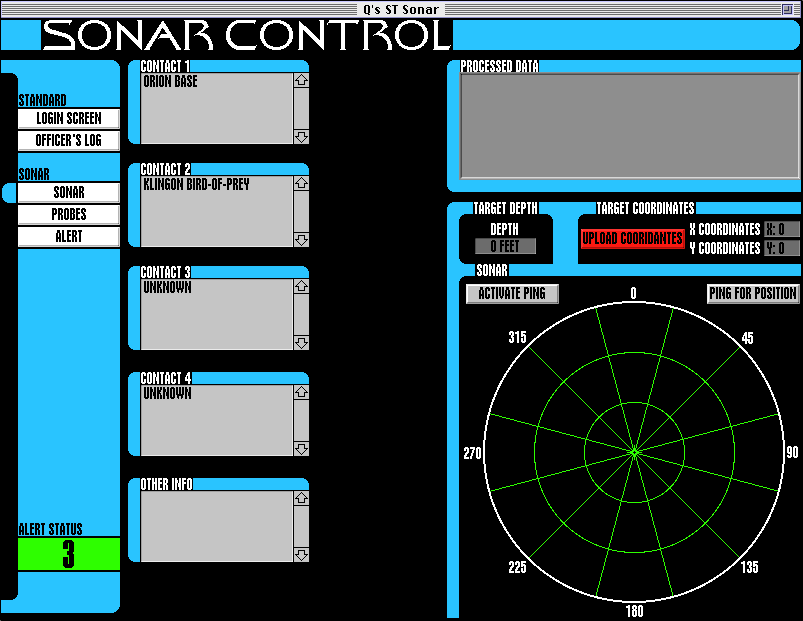 Q's ST Sonar
SONAR CONTROL
STANDARD
LOGIN SCREEN
OFFICER'S LOG
SONAR
SONAR
PROBES
ALERT
ALERT STATUS
3
CONTACT 1
ORION BASE
CONTACT 2
KLINGON BIRD-OF-PREY
CONTACT 3
UNKNOWN
CONTACT 4
UNKNOWN
OTHER INFO
PROCESSED DATA
TARGET DEPTH
DEPTH
0 FEET
TARGET COORDINATES
UPLOAD COORIDANTES
X COORDINATES X: 0
Y COORDINATES Y: 0
SONAR
ACTIVATE PING
PING FOR POSITION
0
315
45
270
90
225
135
180